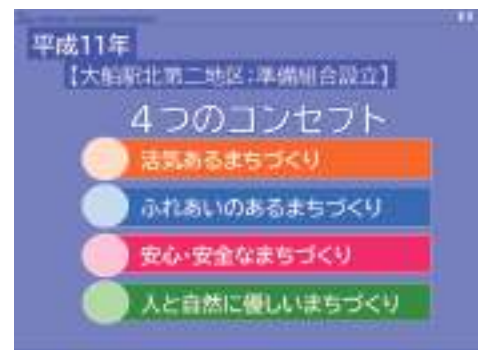 平成11年
【大船駅北第二地区:準備組合設立】
4つのコンセプト
活気あるまちづくり
ふれあいのあるまちづくり
安心・安全なまちづくり
人と自然に優しいまちづくり